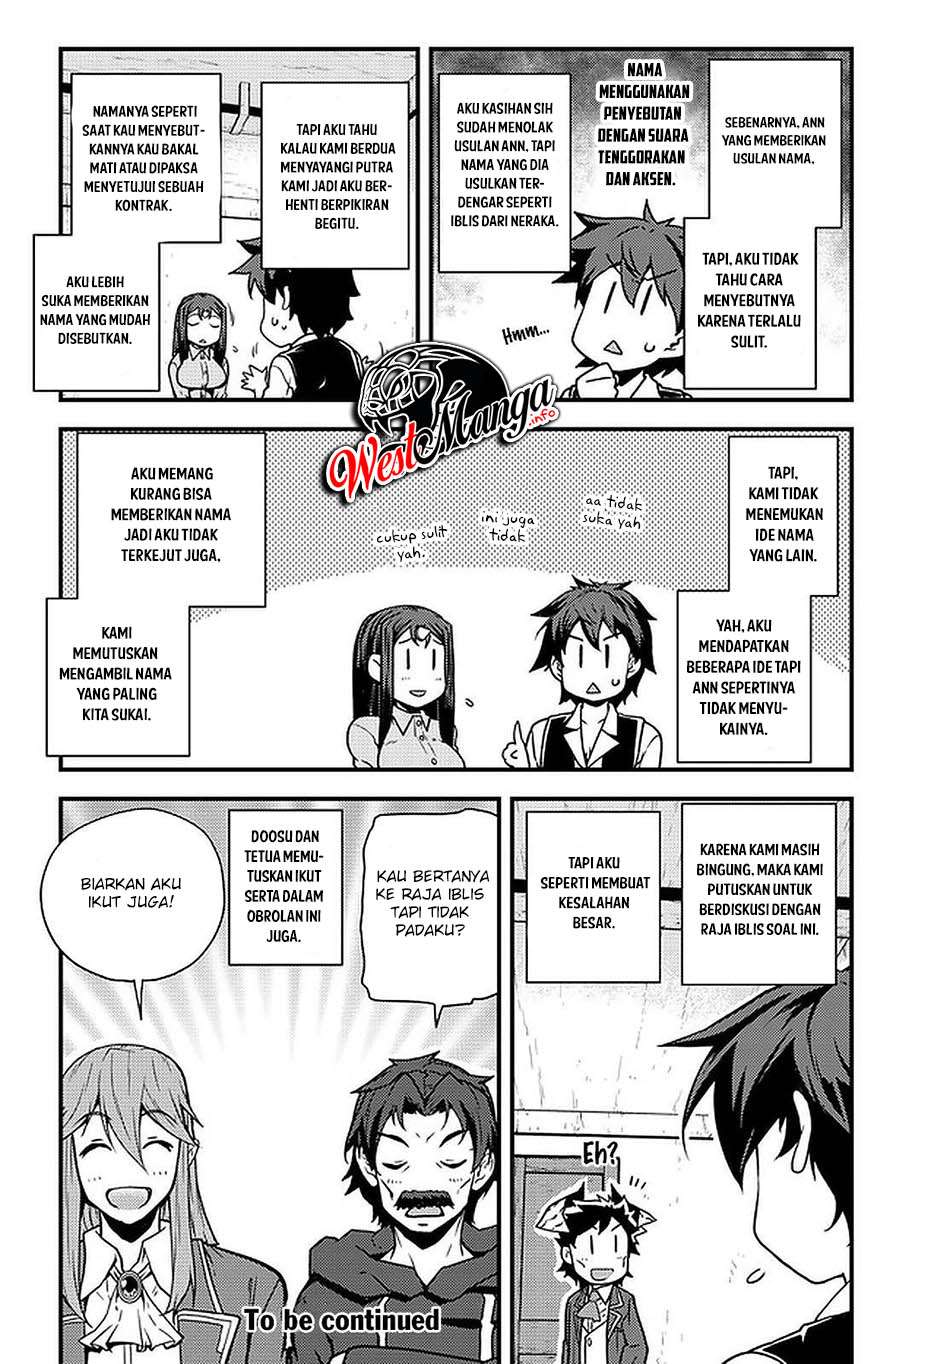 SEBENARNYA, ANN
YANG MEMBERIKAN
USULAN NAMA.
TAPI, AKU TIDAK
TAHU CARA
MENYEBUTNYA
KARENA TERLALU
SULIT.
NAMA
MENGGUNAKAN
PENYEBUTAN
DENGAN SUARA
TENGGORAKAN
DAN AKSEN.
AKU KASIHAN SIH
SUDAH MENOLAK
USULAN ANN, TAPI
NAMA YANG DIA
USULKAN TER-
DENGAR SEPERTI
IBLIS DARI NERAKA.
Hmm...
TAPI AKU TAHU
KALAU KAMI BERDUA
MENYAYANGI PUTRA
KAMI JADI AKU BER-
HENTI BERPIKIRAN
BEGITU.
NAMANYA SEPERTI
SAAT KAU MENYEBUT-
KANNYA KAU BAKAL
MATI ATAU DIPAKSA
MENYETUJUI SEBUAH
KONTRAK.
AKU LEBIH
SUKA MEMBERIKAN
NAMA YANG MUDAH
DISEBUTKAN.
WestManga
.info
TAPI,
KAMI TIDAK
MENEMUKAN
IDE NAMA
YANG LAIN.
YAH, AKU
MENDAPATKAN
BEBERAPA IDE TAPI
ANN SEPERTINYA
TIDAK MENYU-
KAINYA.
aa tidak
suka yah
ini juga
tidak
cukup sulit
yah.
AKU MEMANG
KURANG BISA
MEMBERIKAN NAMA
JADI AKU TIDAK
TERKEJUT JUGA,
KAMI
MEMUTUSKAN
MENGAMBIL NAMA
YANG PALING
KITA SUKAI.
KARENA KAMI MASIH
BINGUNG, MAKA KAMI
PUTUSKAN UNTUK
BERDISKUSI DENGAN
RAJA IBLIS SOAL INI.
TAPI AKU
SEPERTI MEMBUAT
KESALAHAN
BESAR.
Eh?
KAU BERTANYA
KE RAJA IBLIS
TAPI TIDAK
PADAKU?
DOOSU DAN
TETUA MEMU-
TUSKAN IKUT
SERTA DALAM
OBROLAN INI
JUGA.
BIARKAN AKU
IKUT JUGA!
To be continued